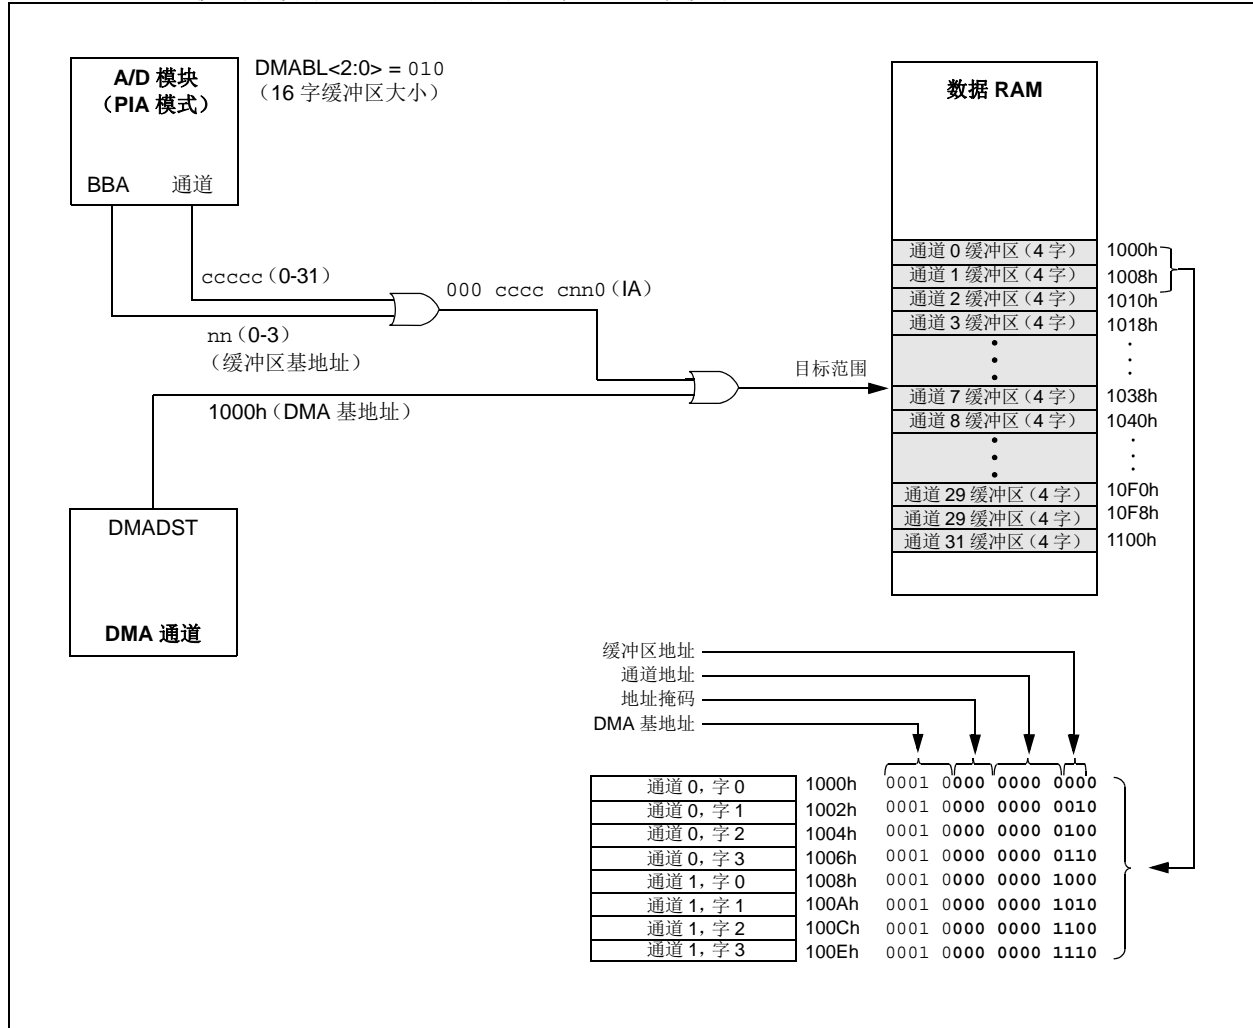 A/D 模块
（PIA 模式）
BBA 通道
DMABL<2:0> = 010
（16 字缓冲区大小）
ccccc（0-31）
000 cccc cnn0（IA）
nn（0-3）
（缓冲区基地址）
1000h（DMA 基地址）
目标范围
DMADST
DMA 通道
数据 RAM
通道 0 缓冲区（4 字） 1000h
通道 1 缓冲区（4 字） 1008h
通道 2 缓冲区（4 字） 1010h
通道 3 缓冲区（4 字） 1018h
通道 7 缓冲区（4 字） 1038h
通道 8 缓冲区（4 字） 1040h
通道 29 缓冲区（4 字） 10F0h
通道 29 缓冲区（4 字） 10F8h
通道 31 缓冲区（4 字） 1100h
缓冲区地址
通道地址
地址掩码
DMA 基地址
通道 0，字 0 1000h 0001 0000 0000 0000
通道 0，字 1 1002h 0001 0000 0000 0010
通道 0，字 2 1004h 0001 0000 0000 0100
通道 0，字 3 1006h 0001 0000 0000 0110
通道 1，字 0 1008h 0001 0000 0000 1000
通道 1，字 1 100Ah 0001 0000 0000 1010
通道 1，字 2 100Ch 0001 0000 0000 1100
通道 1，字 3 100Eh 0001 0000 0000 1110